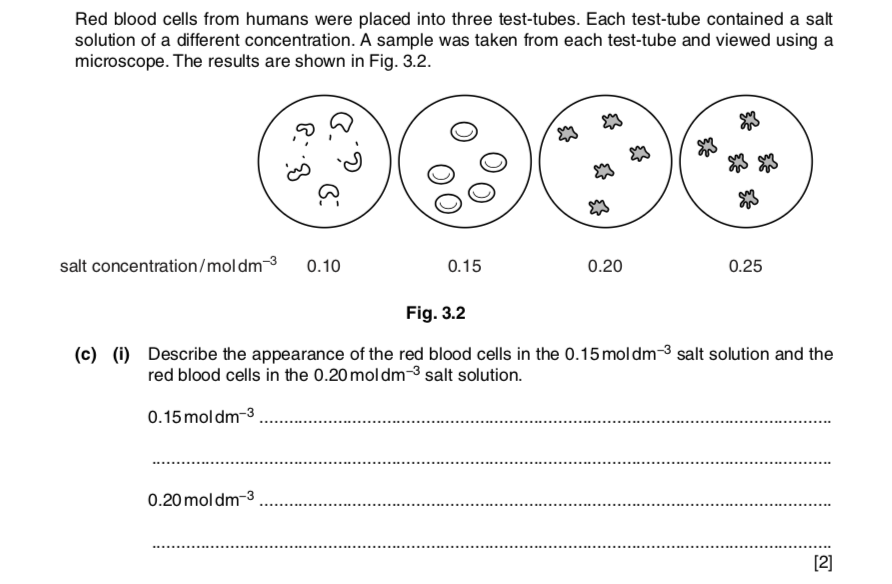 Red blood cells from humans were placed into three test-tubes. Each test-tube contained a salt
solution of a different concentration. A sample was taken from each test-tube and viewed using a
microscope. The results are shown in Fig. 3.2.
salt concentration/mol dm⁻³ 0.10 0.15 0.20 0.25
Fig. 3.2
(c) (i) Describe the appearance of the red blood cells in the 0.15 mol dm⁻³ salt solution and the
red blood cells in the 0.20 mol dm⁻³ salt solution.
0.15 mol dm⁻³
0.20 mol dm⁻³
[2]